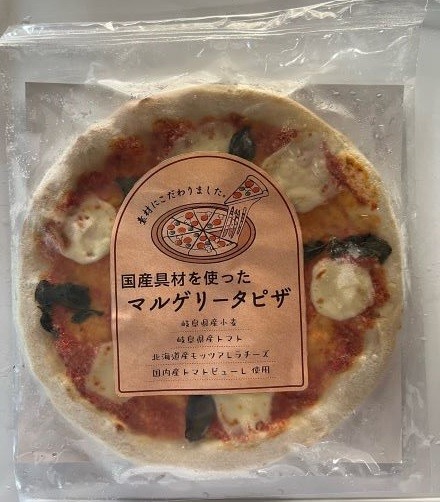 素材にこだわりました。
国産具材を使った
マルゲリータピザ
岐阜県産小麦
岐阜県産トマト
北海道産モッツァレラチーズ
国内産トマトピューレ使用